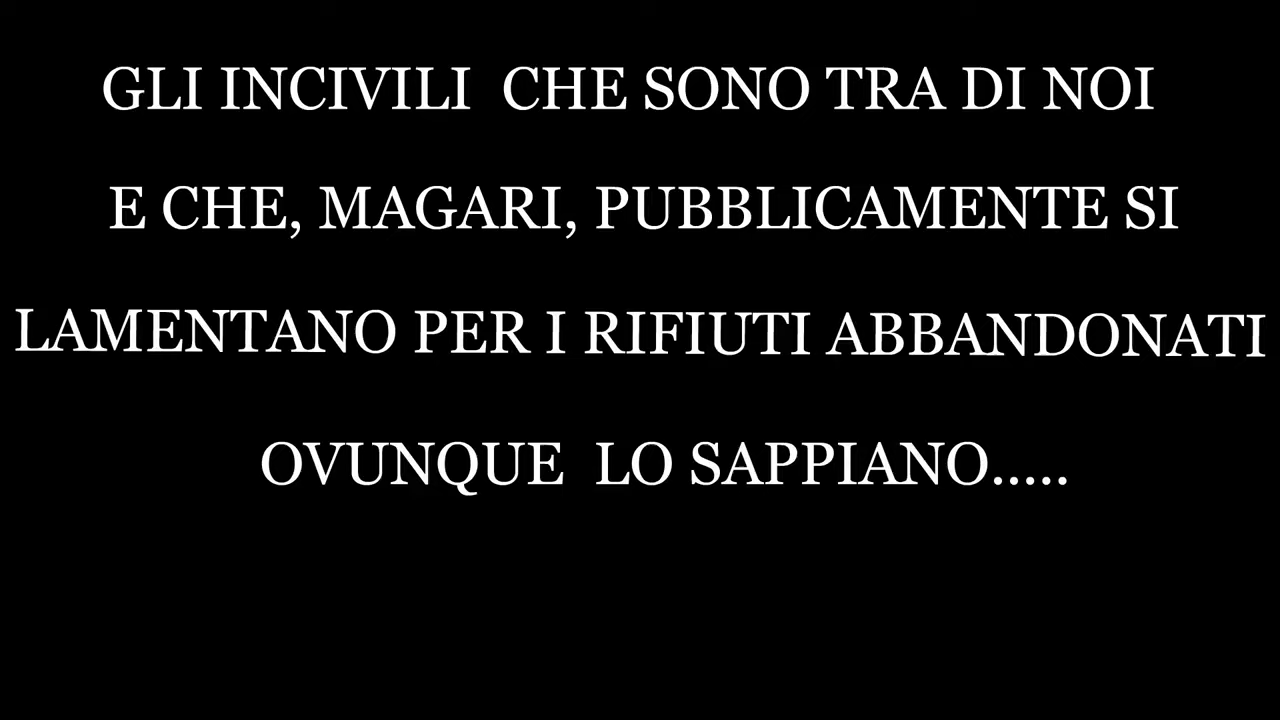 GLI INCIVILI  CHE SONO TRA DI NOI
E CHE, MAGARI, PUBBLICAMENTE SI
LAMENTANO PER I RIFIUTI ABBANDONATI
OVUNQUE  LO SAPPIANO.....